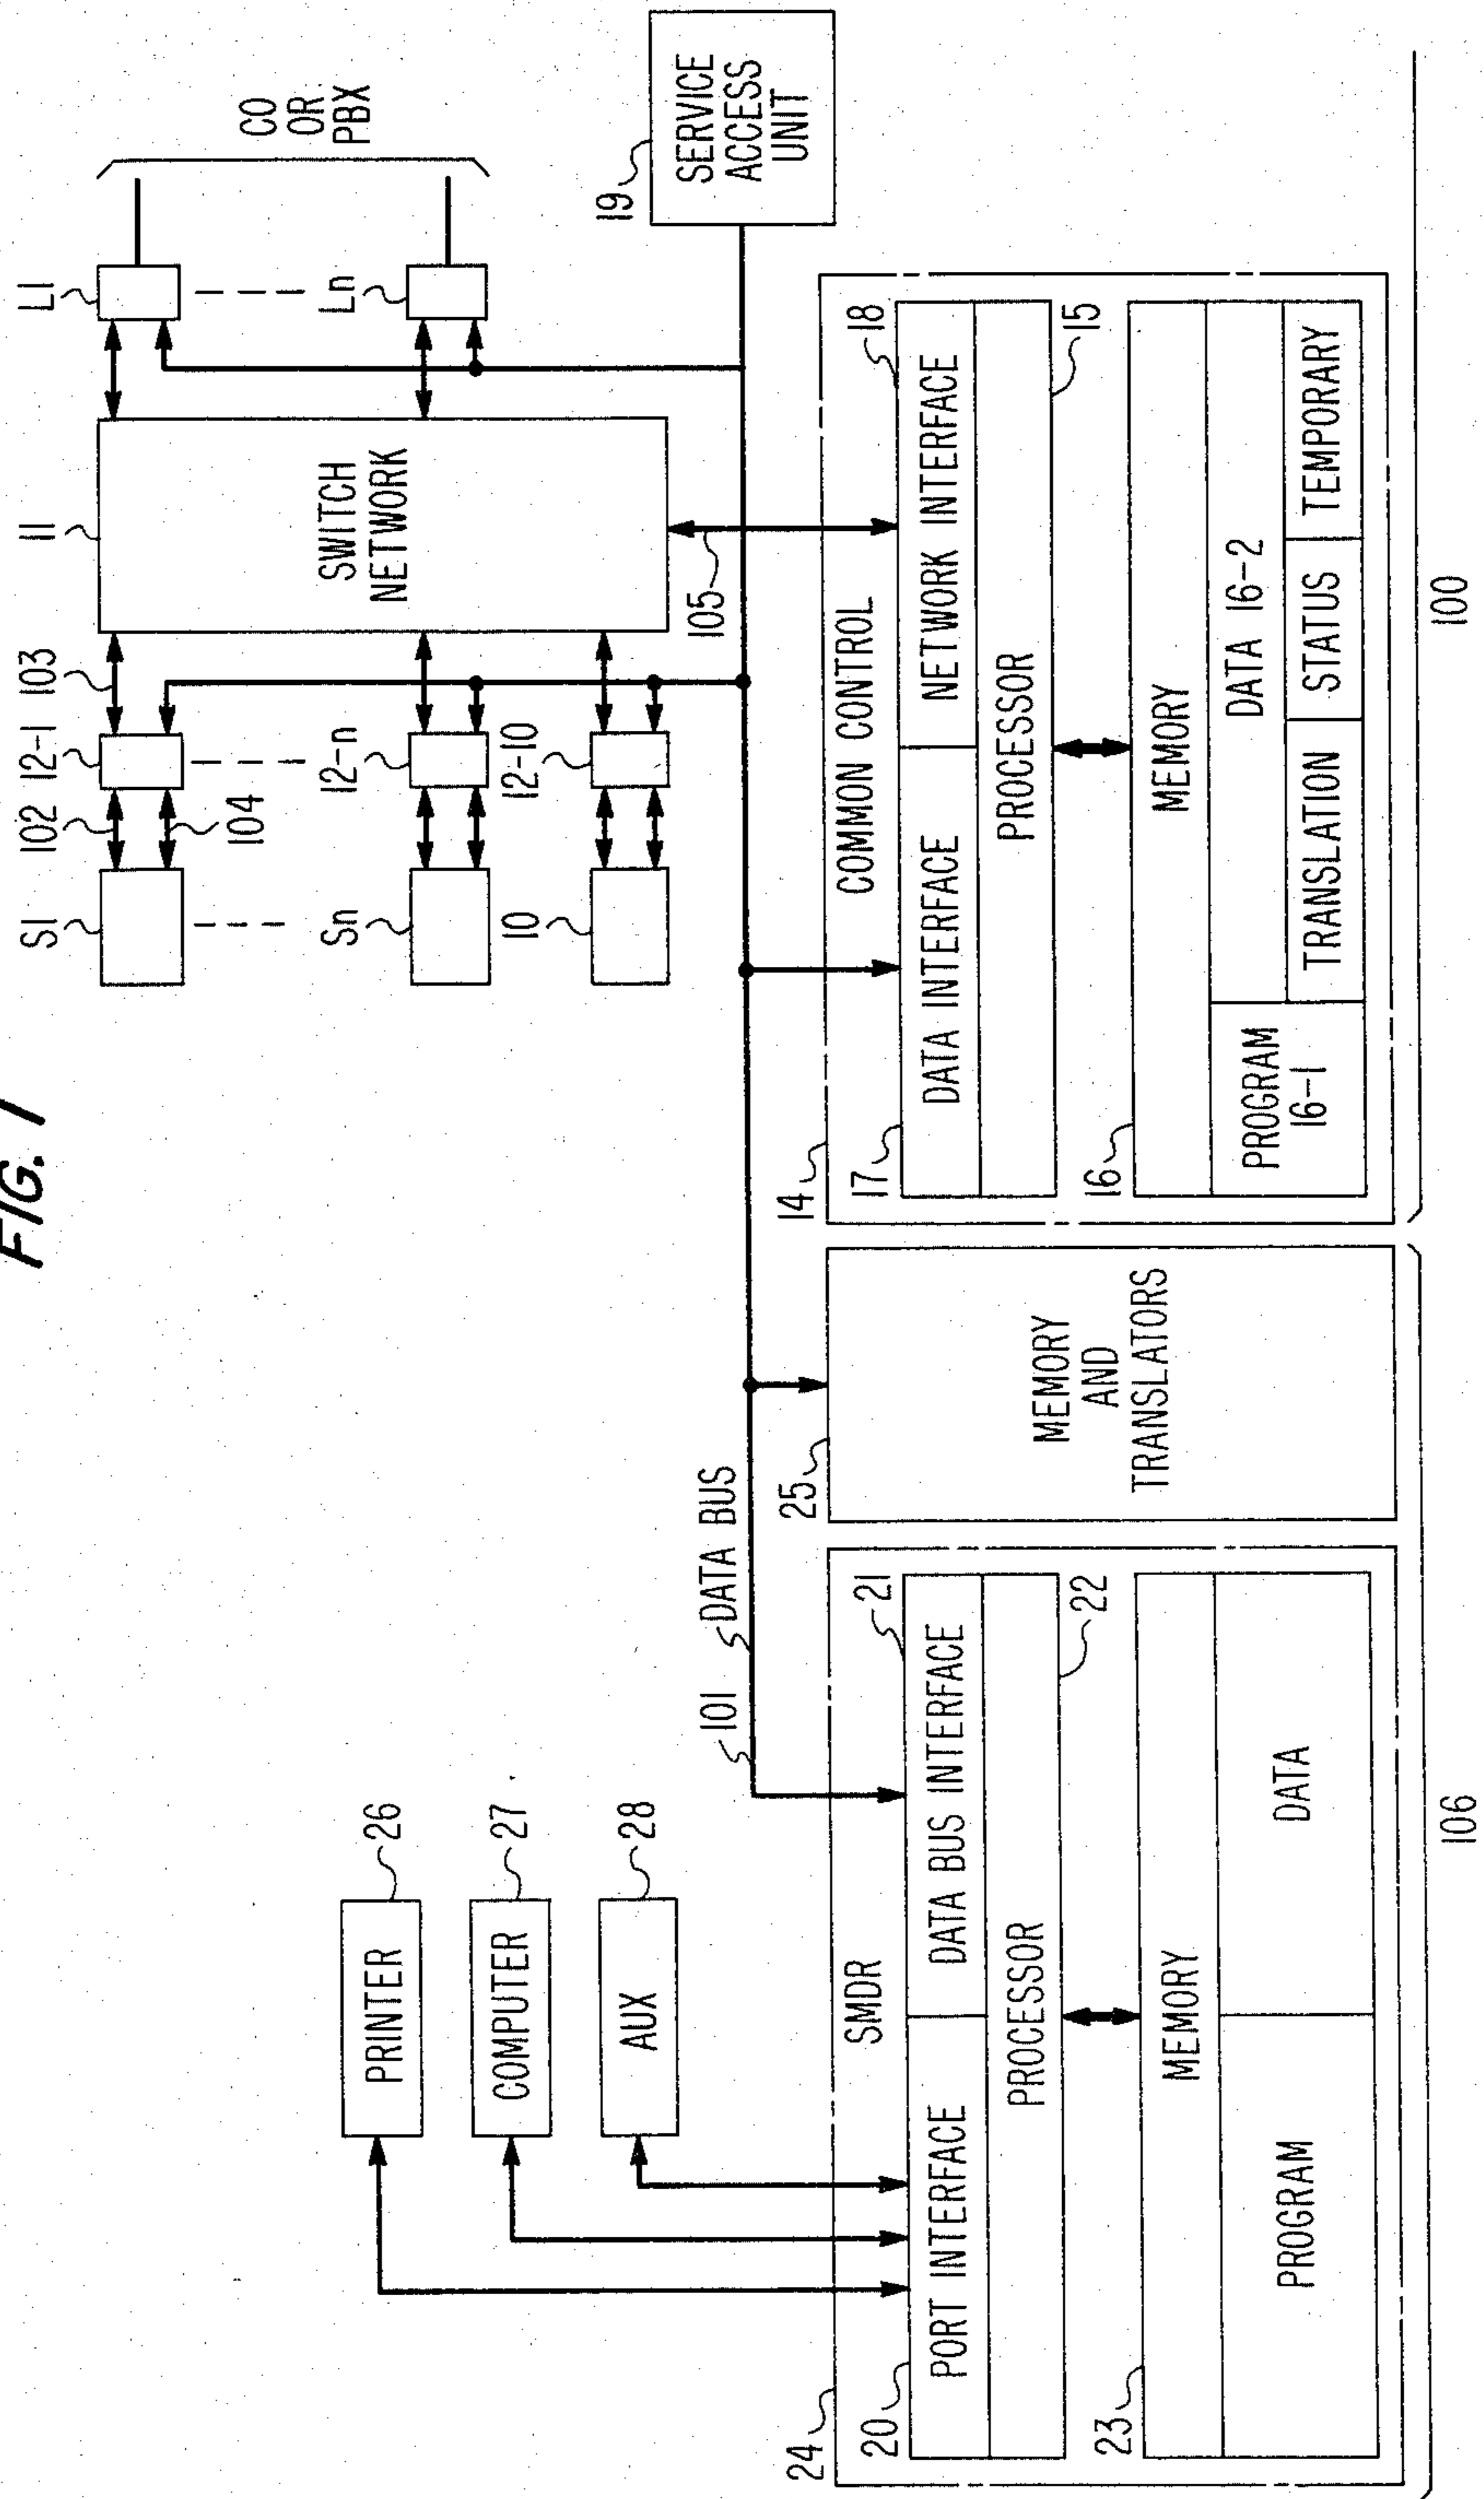 FIG. 1
S1
102
12-1
103
11
L1
104
SWITCH
NETWORK
CO
OR
PBX
Sn
12-n
Ln
10
12-10
105
19
SERVICE
ACCESS
UNIT
PRINTER
26
COMPUTER
27
AUX
28
101
DATA BUS
24
SMDR
20
PORT INTERFACE
DATA BUS INTERFACE
21
PROCESSOR
22
23
MEMORY
PROGRAM
DATA
106
25
MEMORY
AND
TRANSLATORS
14
COMMON CONTROL
17
DATA INTERFACE
NETWORK INTERFACE
18
PROCESSOR
15
16
MEMORY
PROGRAM
16-1
DATA 16-2
TRANSLATION
STATUS
TEMPORARY
100